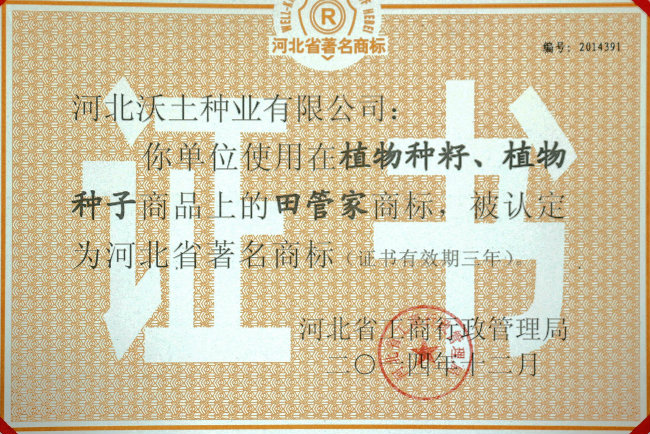 WELL-K
F HEBEI
®
河北省著名商标
编号：2014391
证书
河北沃土种业有限公司：
你单位使用在植物种籽、植物
种子商品上的田管家商标，被认定
为河北省著名商标（证书有效期三年）。
河北省工商行政管理局
二〇一四年十二月